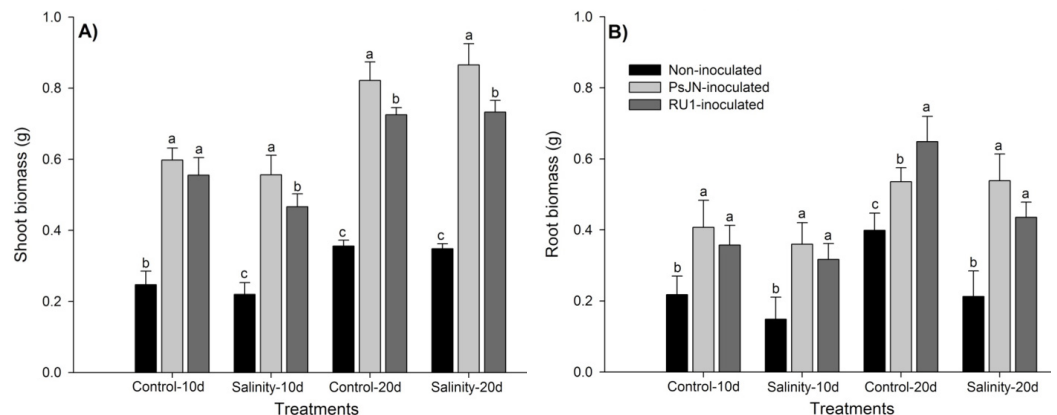 A)
Shoot biomass (g)
1.0
0.8
0.6
0.4
0.2
0.0
b a a
c a b
c a b
c a b
Control-10d Salinity-10d Control-20d Salinity-20d
Treatments
B)
Root biomass (g)
1.0
0.8
0.6
0.4
0.2
0.0
Non-inoculated
PsJN-inoculated
RU1-inoculated
b a a
b a a
c b a
b a a
Control-10d Salinity-10d Control-20d Salinity-20d
Treatments